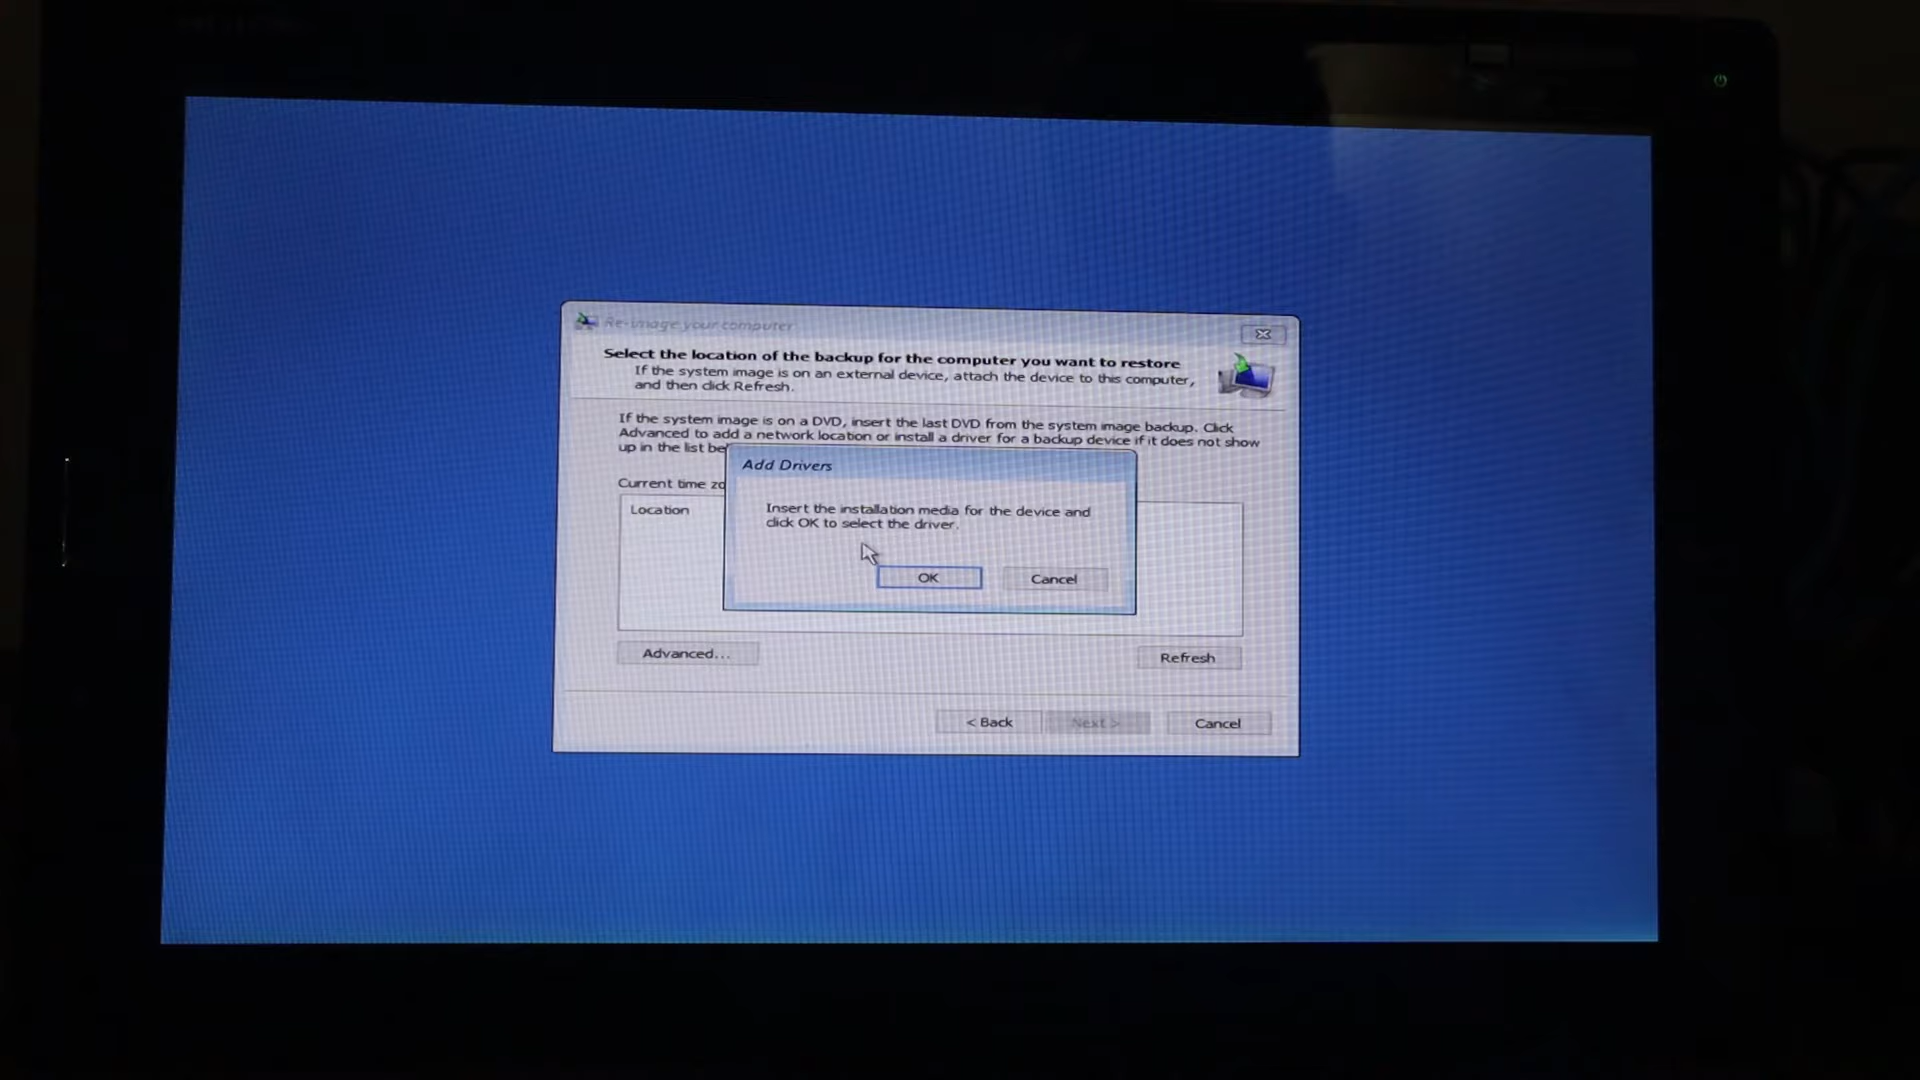 Re-image your computer
Select the location of the backup for the computer you want to restore
If the system image is on an external device, attach the device to this computer,
and then click Refresh.
If the system image is on a DVD, insert the last DVD from the system image backup. Click
Advanced to add a network location or install a driver for a backup device if it does not show
up in the list be
Add Drivers
Current time zo
Insert the installation media for the device and
click OK to select the driver.
Location
OK Cancel
Advanced... Refresh
< Back Next > Cancel